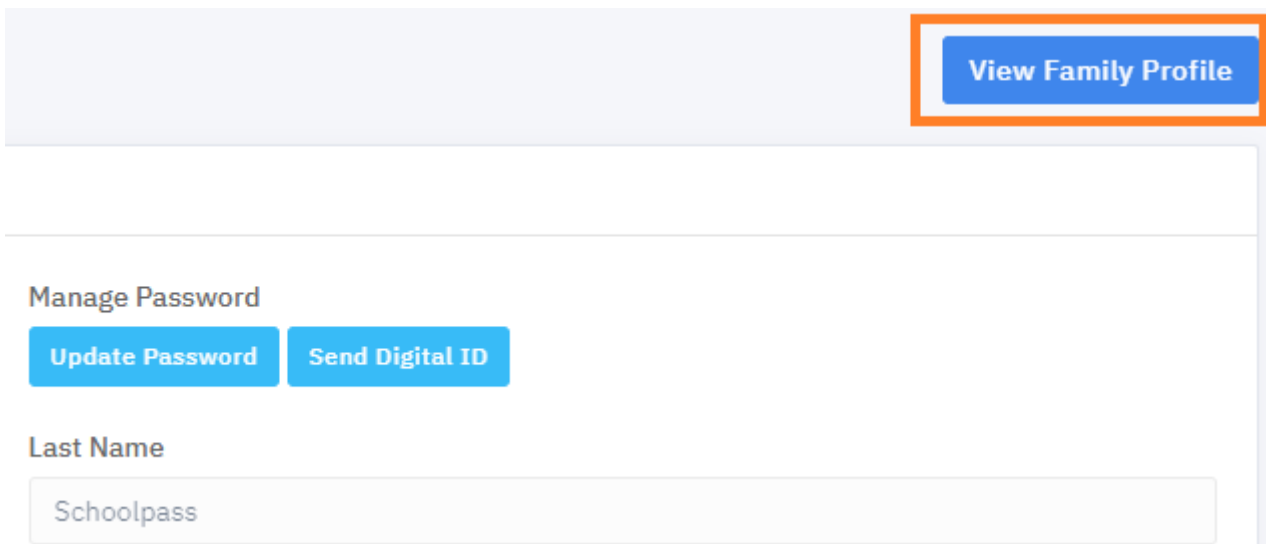 View Family Profile
Manage Password
Update Password Send Digital ID
Last Name
Schoolpass